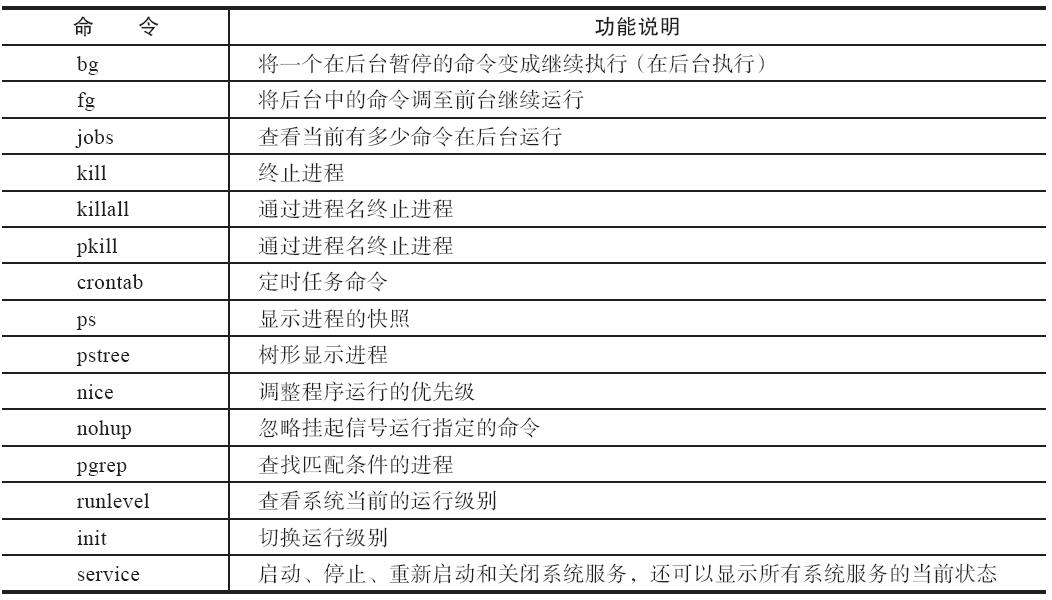 命 令 功能说明
bg 将一个在后台暂停的命令变成继续执行（在后台执行）
fg 将后台中的命令调至前台继续运行
jobs 查看当前有多少命令在后台运行
kill 终止进程
killall 通过进程名终止进程
pkill 通过进程名终止进程
crontab 定时任务命令
ps 显示进程的快照
pstree 树形显示进程
nice 调整程序运行的优先级
nohup 忽略挂起信号运行指定的命令
pgrep 查找匹配条件的进程
runlevel 查看系统当前的运行级别
init 切换运行级别
service 启动、停止、重新启动和关闭系统服务，还可以显示所有系统服务的当前状态